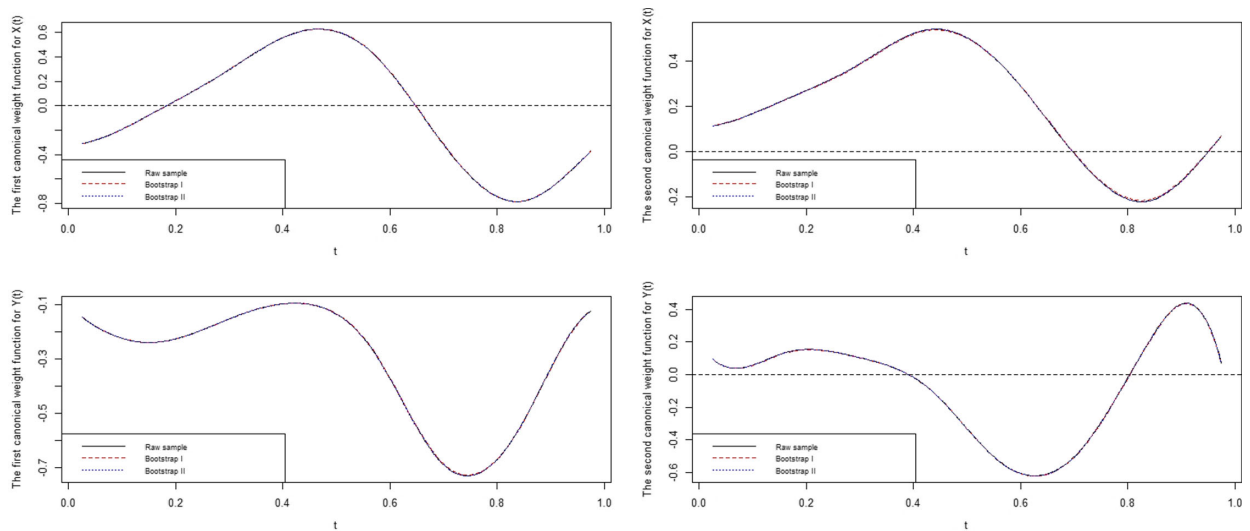 The first canonical weight function for X(t)
0.6
0.2
0.0
-0.4
-0.8
Raw sample
Bootstrap I
Bootstrap II
0.0 0.2 0.4 0.6 0.8 1.0
t
The second canonical weight function for X(t)
0.4
0.2
0.0
-0.2
Raw sample
Bootstrap I
Bootstrap II
0.0 0.2 0.4 0.6 0.8 1.0
t
The first canonical weight function for Y(t)
-0.1
-0.3
-0.5
-0.7
Raw sample
Bootstrap I
Bootstrap II
0.0 0.2 0.4 0.6 0.8 1.0
t
The second canonical weight function for Y(t)
0.4
0.2
0.0
-0.2
-0.4
-0.6
Raw sample
Bootstrap I
Bootstrap II
0.0 0.2 0.4 0.6 0.8 1.0
t